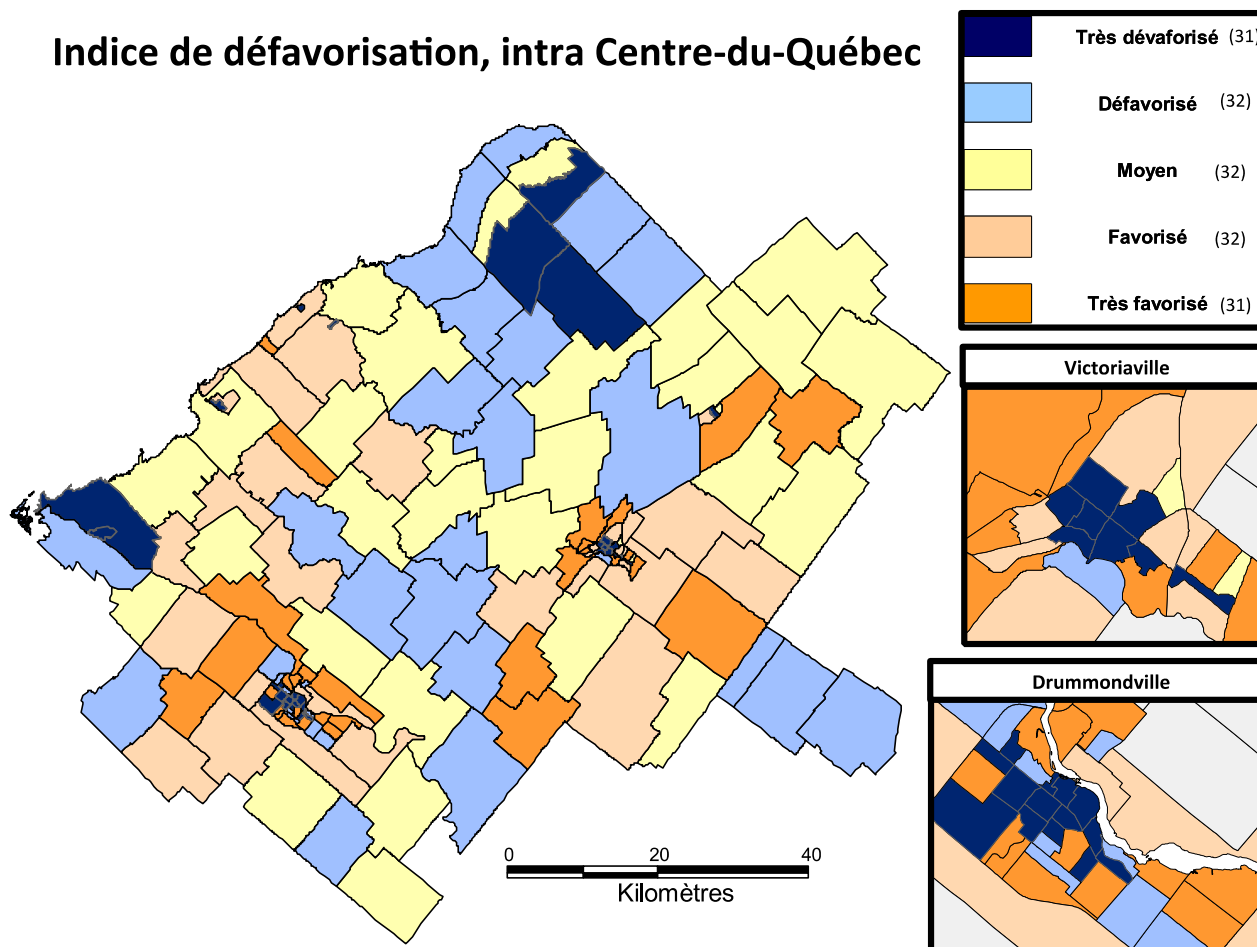 Indice de défavorisation, intra Centre-du-Québec
Très dévaforisé (31)
Défavorisé (32)
Moyen (32)
Favorisé (32)
Très favorisé (31)
Victoriaville
Drummondville
0 20 40
Kilomètres